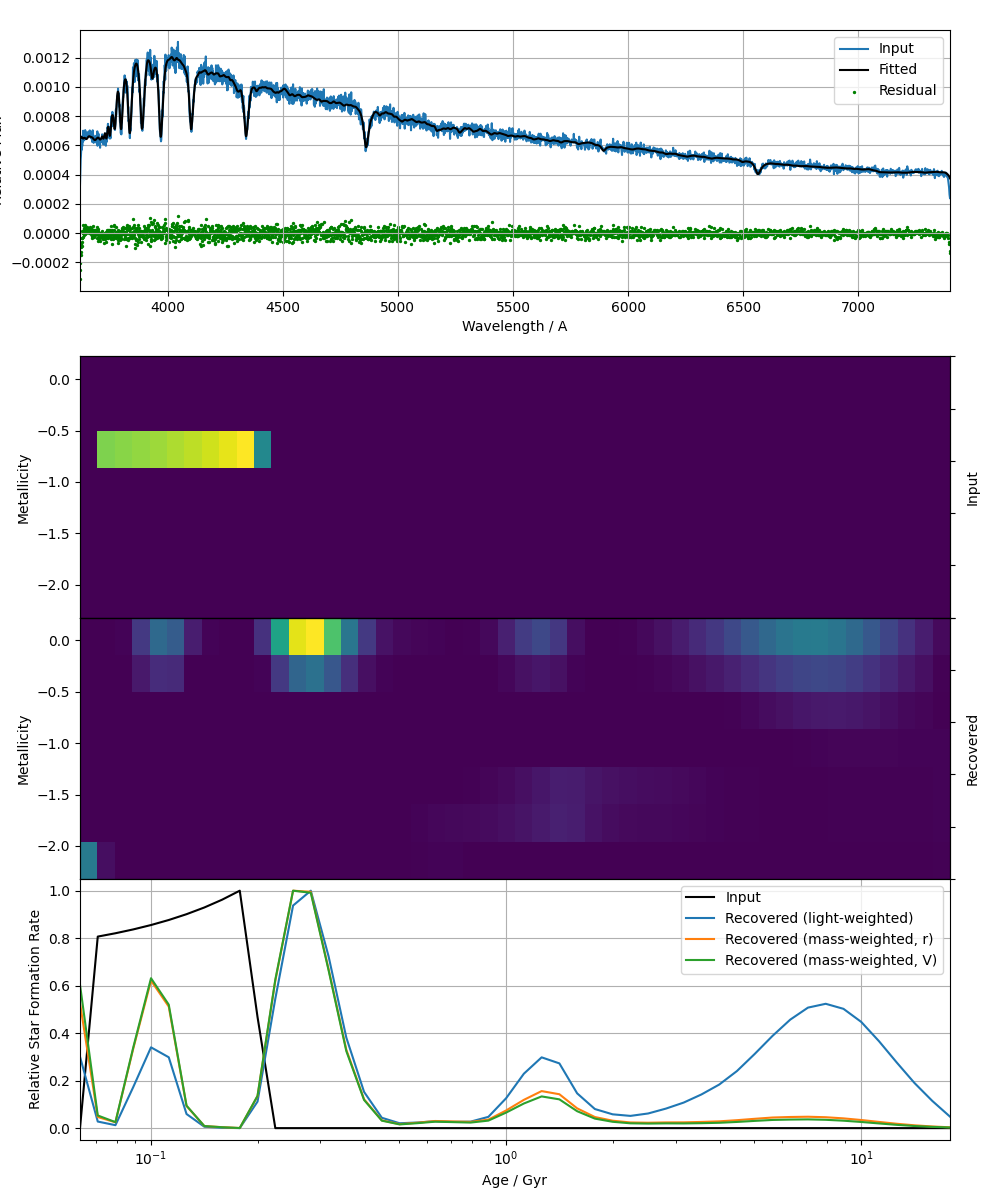 Input
Fitted
Residual
0.0012
0.0010
0.0008
0.0006
0.0004
0.0002
0.0000
−0.0002
4000 4500 5000 5500 6000 6500 7000
Wavelength / A
0.0
−0.5
−1.0
−1.5
−2.0
Metallicity
Input
0.0
−0.5
−1.0
−1.5
−2.0
Metallicity
Recovered
1.0
0.8
0.6
0.4
0.2
0.0
Relative Star Formation Rate
Input
Recovered (light-weighted)
Recovered (mass-weighted, r)
Recovered (mass-weighted, V)
10⁻¹ 10⁰ 10¹
Age / Gyr